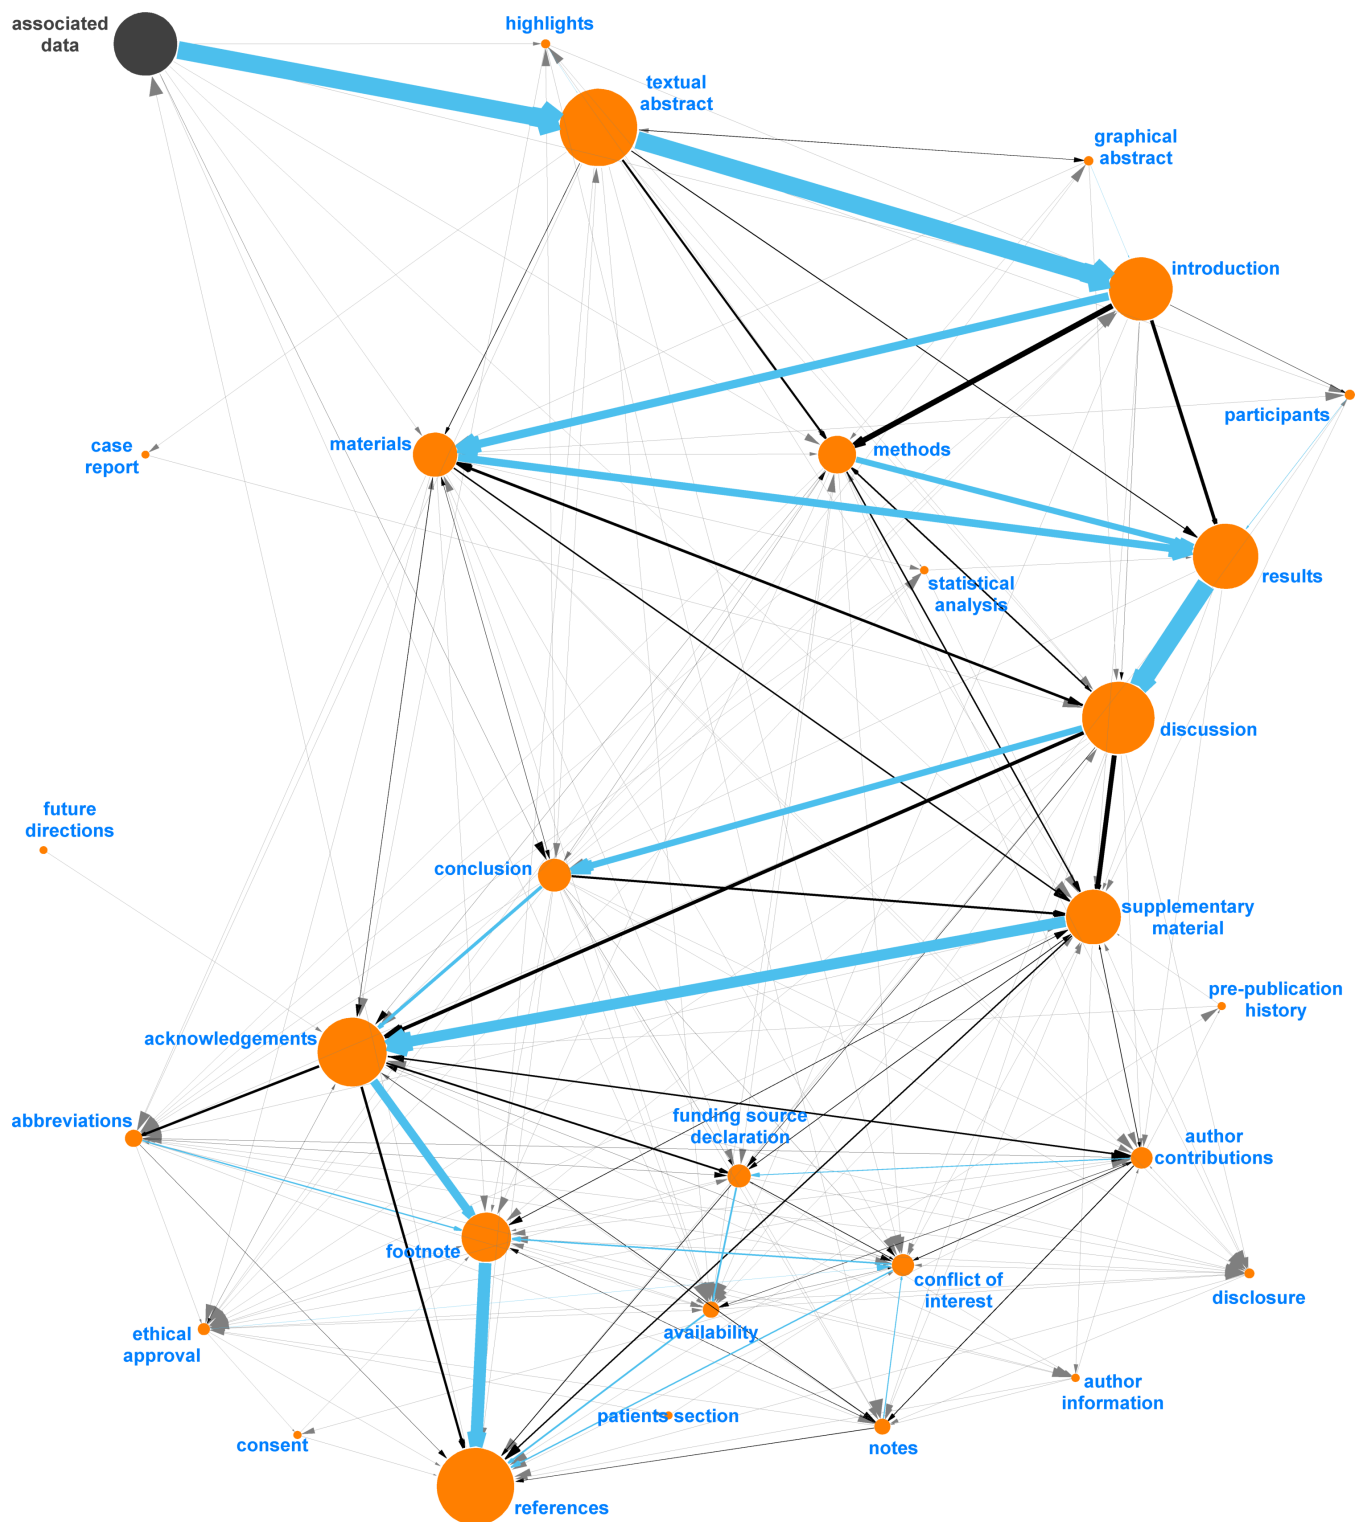 associated
data
highlights
textual
abstract
graphical
abstract
introduction
participants
case
report
materials
methods
results
statistical
analysis
discussion
future
directions
conclusion
supplementary
material
pre-publication
history
acknowledgements
abbreviations
funding source
declaration
author
contributions
footnote
conflict of
interest
disclosure
ethical
approval
availability
author
information
patients section
consent
notes
references